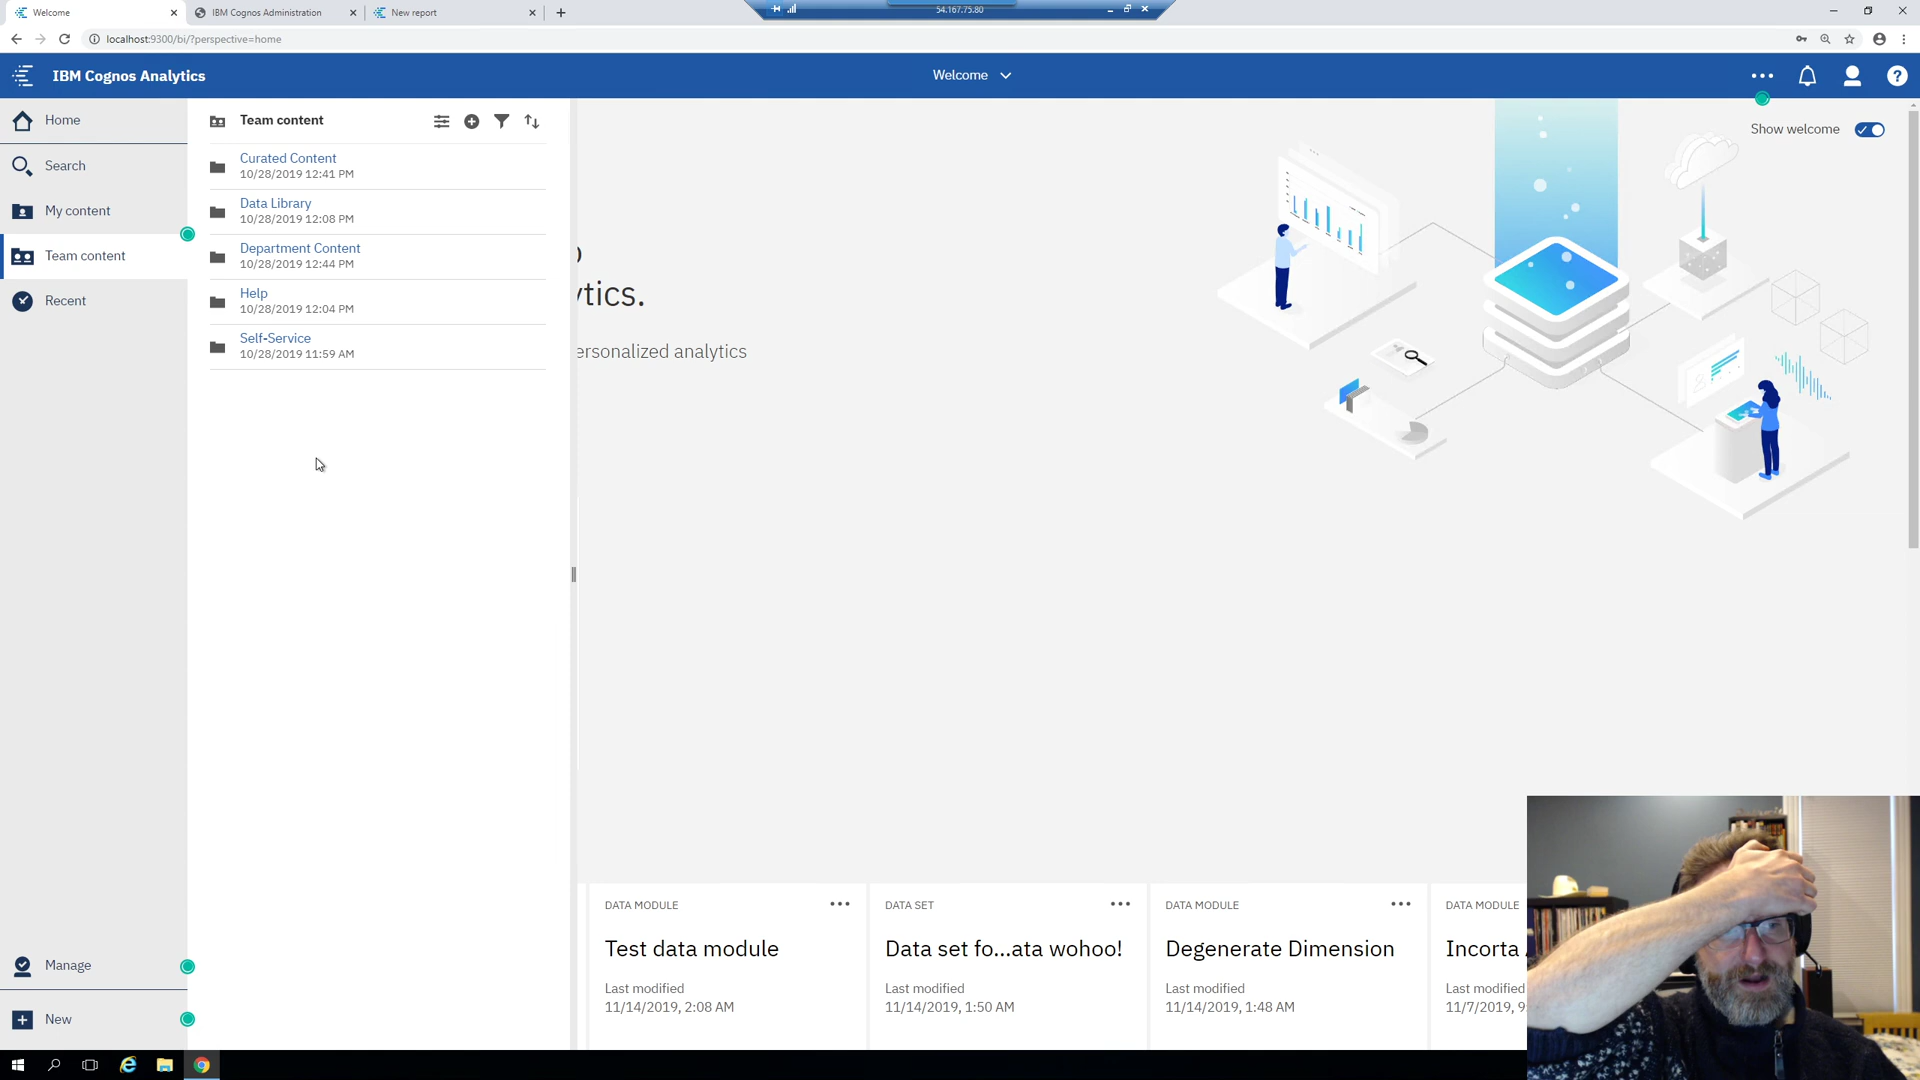 Welcome
IBM Cognos Administration
New report
54.167.75.80
localhost:9300/bi/?perspective=home
IBM Cognos Analytics
Welcome
Home
Search
My content
Team content
Recent
Manage
New
Team content
Curated Content
10/28/2019 12:41 PM
Data Library
10/28/2019 12:08 PM
Department Content
10/28/2019 12:44 PM
Help
10/28/2019 12:04 PM
Self-Service
10/28/2019 11:59 AM
Show welcome
ytics.
ersonalized analytics
DATA MODULE
Test data module
Last modified
11/14/2019, 2:08 AM
DATA SET
Data set fo...ata wohoo!
Last modified
11/14/2019, 1:50 AM
DATA MODULE
Degenerate Dimension
Last modified
11/14/2019, 1:48 AM
DATA MODULE
Incorta
Last modified
11/7/2019, 9